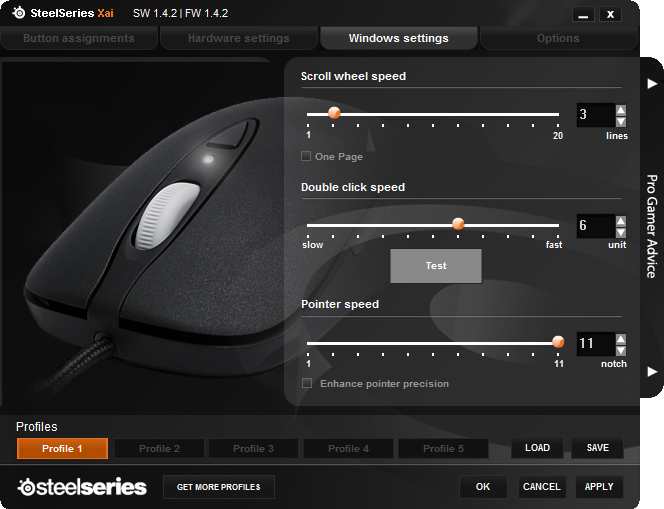 SteelSeries Xai SW 1.4.2 | FW 1.4.2
Button assignments Hardware settings Windows settings Options
Scroll wheel speed
3
1 20 lines
One Page
Double click speed
6
slow fast unit
Test
Pointer speed
11
1 11 notch
Enhance pointer precision
Pro Gamer Advice
Profiles
Profile 1 Profile 2 Profile 3 Profile 4 Profile 5 LOAD SAVE
steelseries GET MORE PROFILES OK CANCEL APPLY